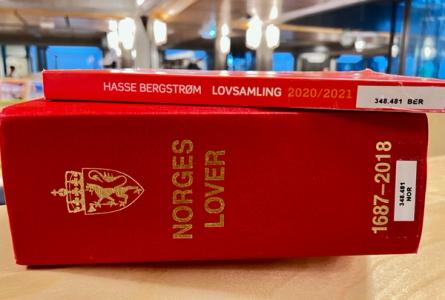 HASSE BERGSTRØM LOVSAMLING 2020/2021
348.481 BER
NORGES
LOVER
1687–2018
348.481
NOR